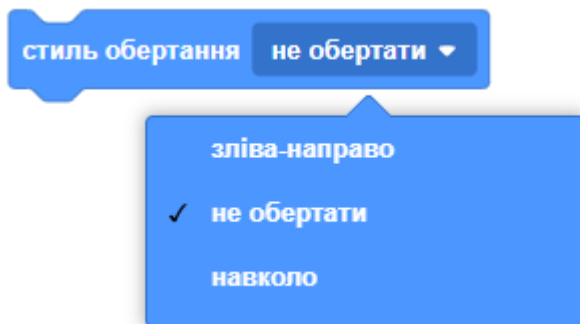 стиль обертання не обертати
зліва-направо
✓ не обертати
навколо